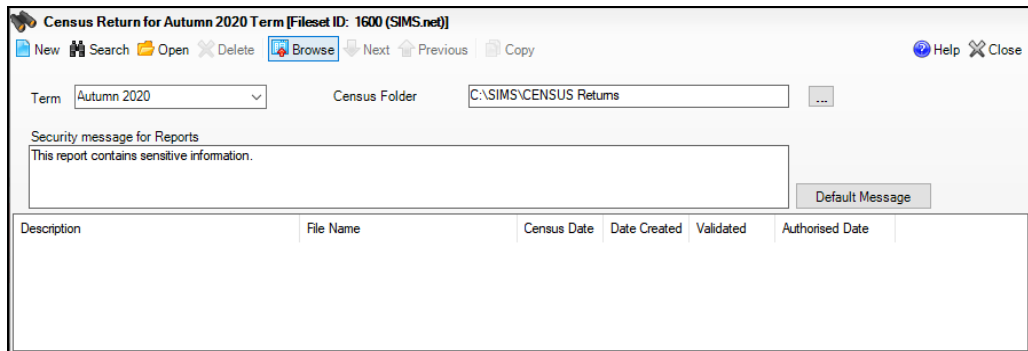 Census Return for Autumn 2020 Term [Fileset ID: 1600 (SIMS.net)]
New Search Open Delete Browse Next Previous Copy Help Close
Term Autumn 2020 Census Folder C:\SIMS\CENSUS Returns ...
Security message for Reports
This report contains sensitive information.
Default Message
Description File Name Census Date Date Created Validated Authorised Date